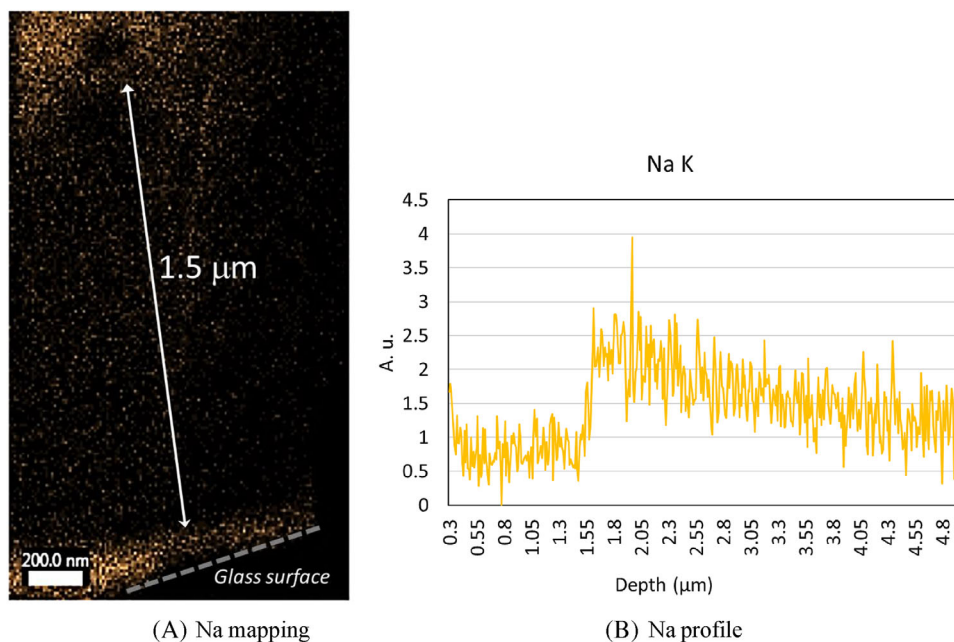 1.5 μm
200.0 nm
Glass surface
(A) Na mapping
Na K
4.5
4
3.5
3
2.5
2
1.5
1
0.5
0
A. u.
0.3 0.55 0.8 1.05 1.3 1.55 1.8 2.05 2.3 2.55 2.8 3.05 3.3 3.55 3.8 4.05 4.3 4.55 4.8
Depth (μm)
(B) Na profile